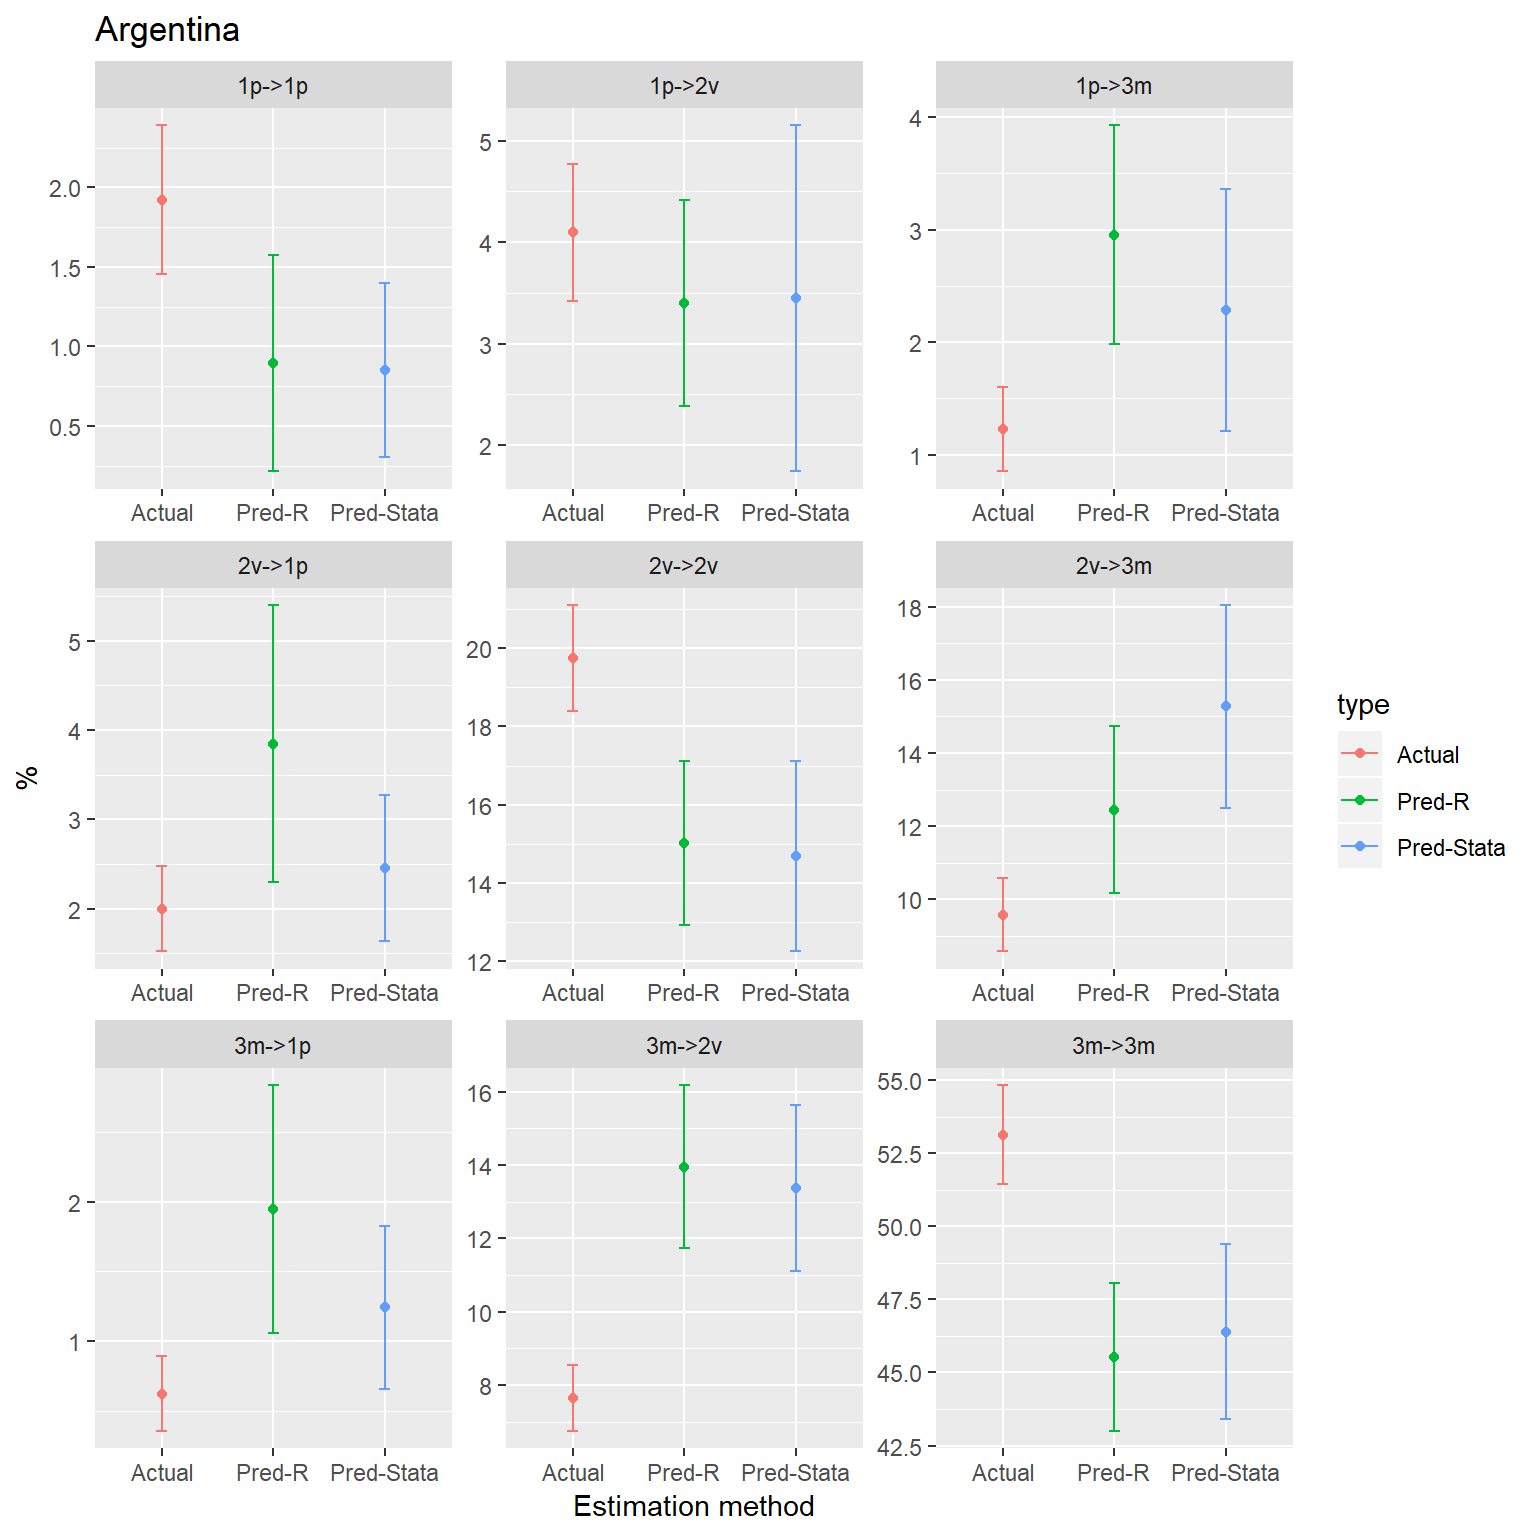 Argentina
1p->1p
1p->2v
1p->3m
2.0
1.5
1.0
0.5
5
4
3
2
4
3
2
1
Actual Pred-R Pred-Stata
Actual Pred-R Pred-Stata
Actual Pred-R Pred-Stata
2v->1p
2v->2v
2v->3m
5
4
3
2
20
18
16
14
12
18
16
14
12
10
Actual Pred-R Pred-Stata
Actual Pred-R Pred-Stata
Actual Pred-R Pred-Stata
3m->1p
3m->2v
3m->3m
2
1
16
14
12
10
8
55.0
52.5
50.0
47.5
45.0
42.5
Actual Pred-R Pred-Stata
Actual Pred-R Pred-Stata
Actual Pred-R Pred-Stata
%
Estimation method
type
Actual
Pred-R
Pred-Stata